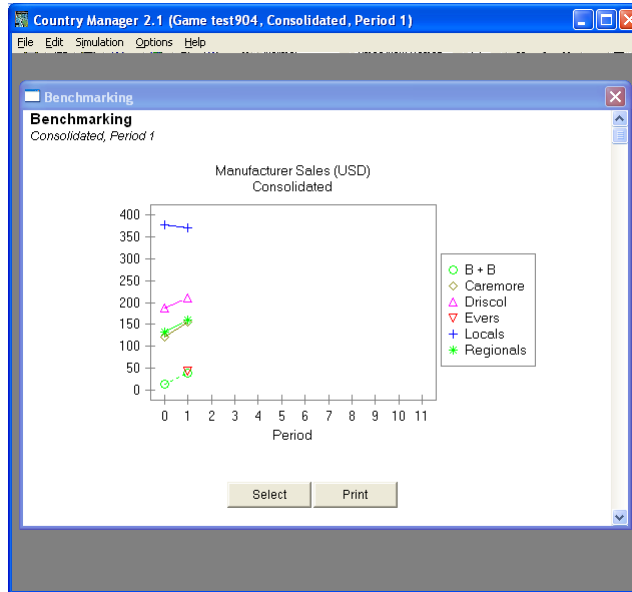 Country Manager 2.1 (Game test904, Consolidated, Period 1)
File Edit Simulation Options Help
Benchmarking
Benchmarking
Consolidated, Period 1
Manufacturer Sales (USD)
Consolidated
400
350
300
250
200
150
100
50
0
B + B
Caremore
Driscol
Evers
Locals
Regionals
0 1 2 3 4 5 6 7 8 9 10 11
Period
Select Print